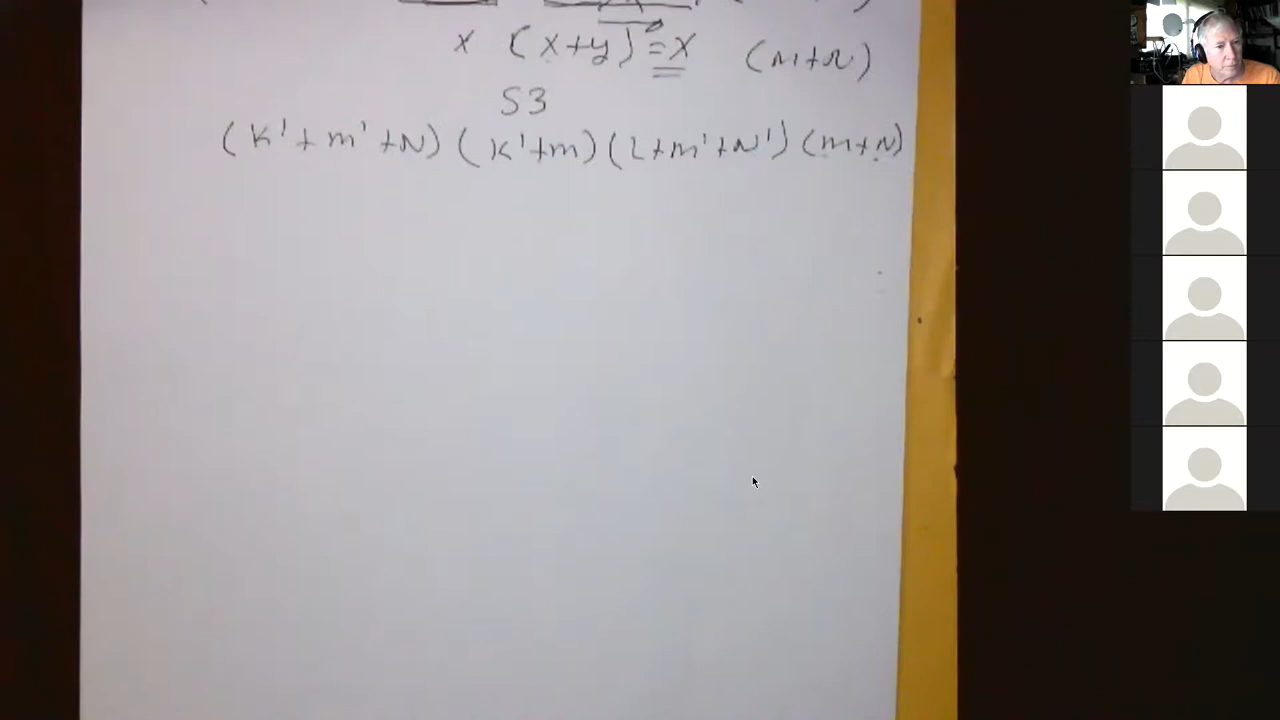 x (x+y) = x (m+n)
S3
(K'+m'+N) (K'+m) (L+m'+N') (m+N)